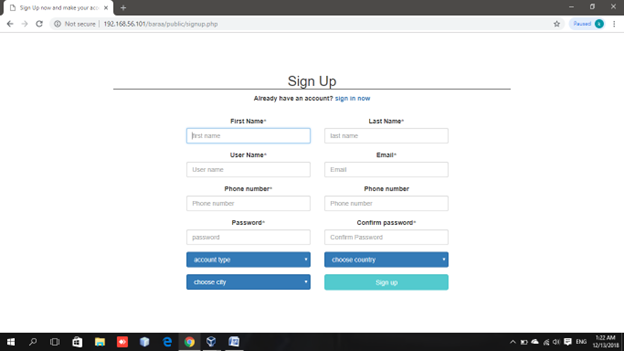 Sign Up now and make your acc
Not secure | 192.168.56.101/barsa/public/signup.php
Paused
Sign Up
Already have an account? sign in now
First Name* Last Name*
first name last name
User Name* Email*
User name Email
Phone number* Phone number
Phone number Phone number
Password* Confirm password*
password Confirm Password
account type choose country
choose city Sign up
ENG 1:22 AM
12/13/2018